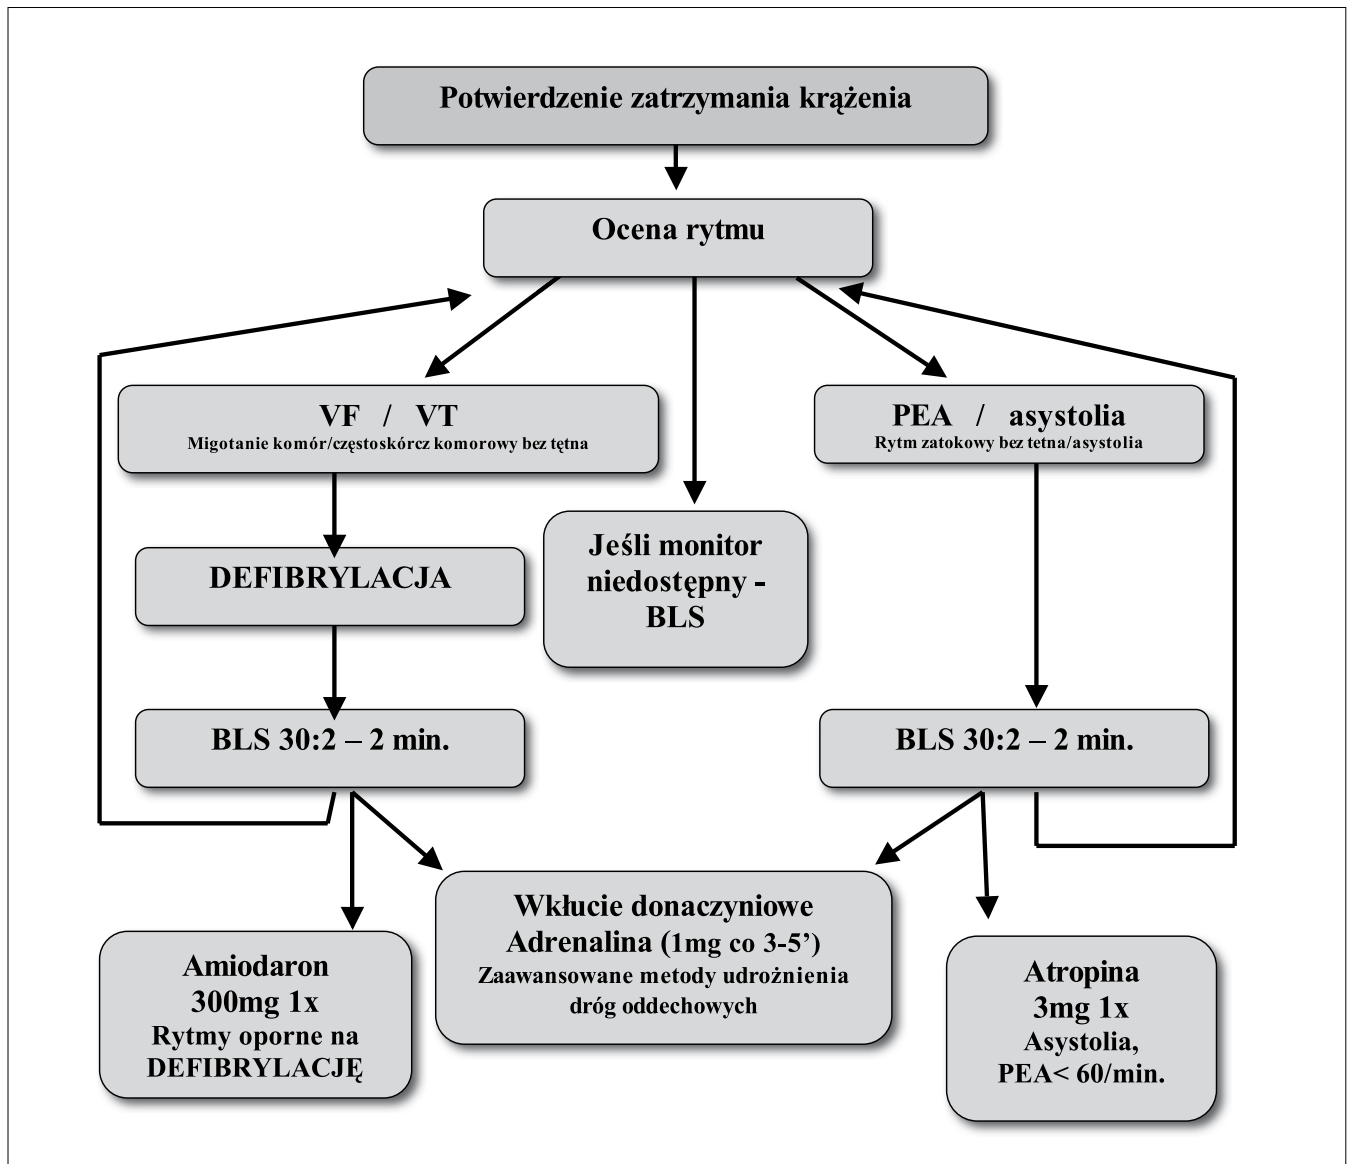 Potwierdzenie zatrzymania krążenia
Ocena rytmu
VF / VT
Migotanie komór/częstoskórcz komorowy bez tętna
PEA / asystolia
Rytm zatokowy bez tetna/asystolia
DEFIBRYLACJA
Jeśli monitor
niedostępny -
BLS
BLS 30:2 – 2 min.
BLS 30:2 – 2 min.
Amiodaron
300mg 1x
Rytmy oporne na
DEFIBRYLACJĘ
Wkłucie donaczyniowe
Adrenalina (1mg co 3-5’)
Zaawansowane metody udrożnienia
dróg oddechowych
Atropina
3mg 1x
Asystolia,
PEA< 60/min.